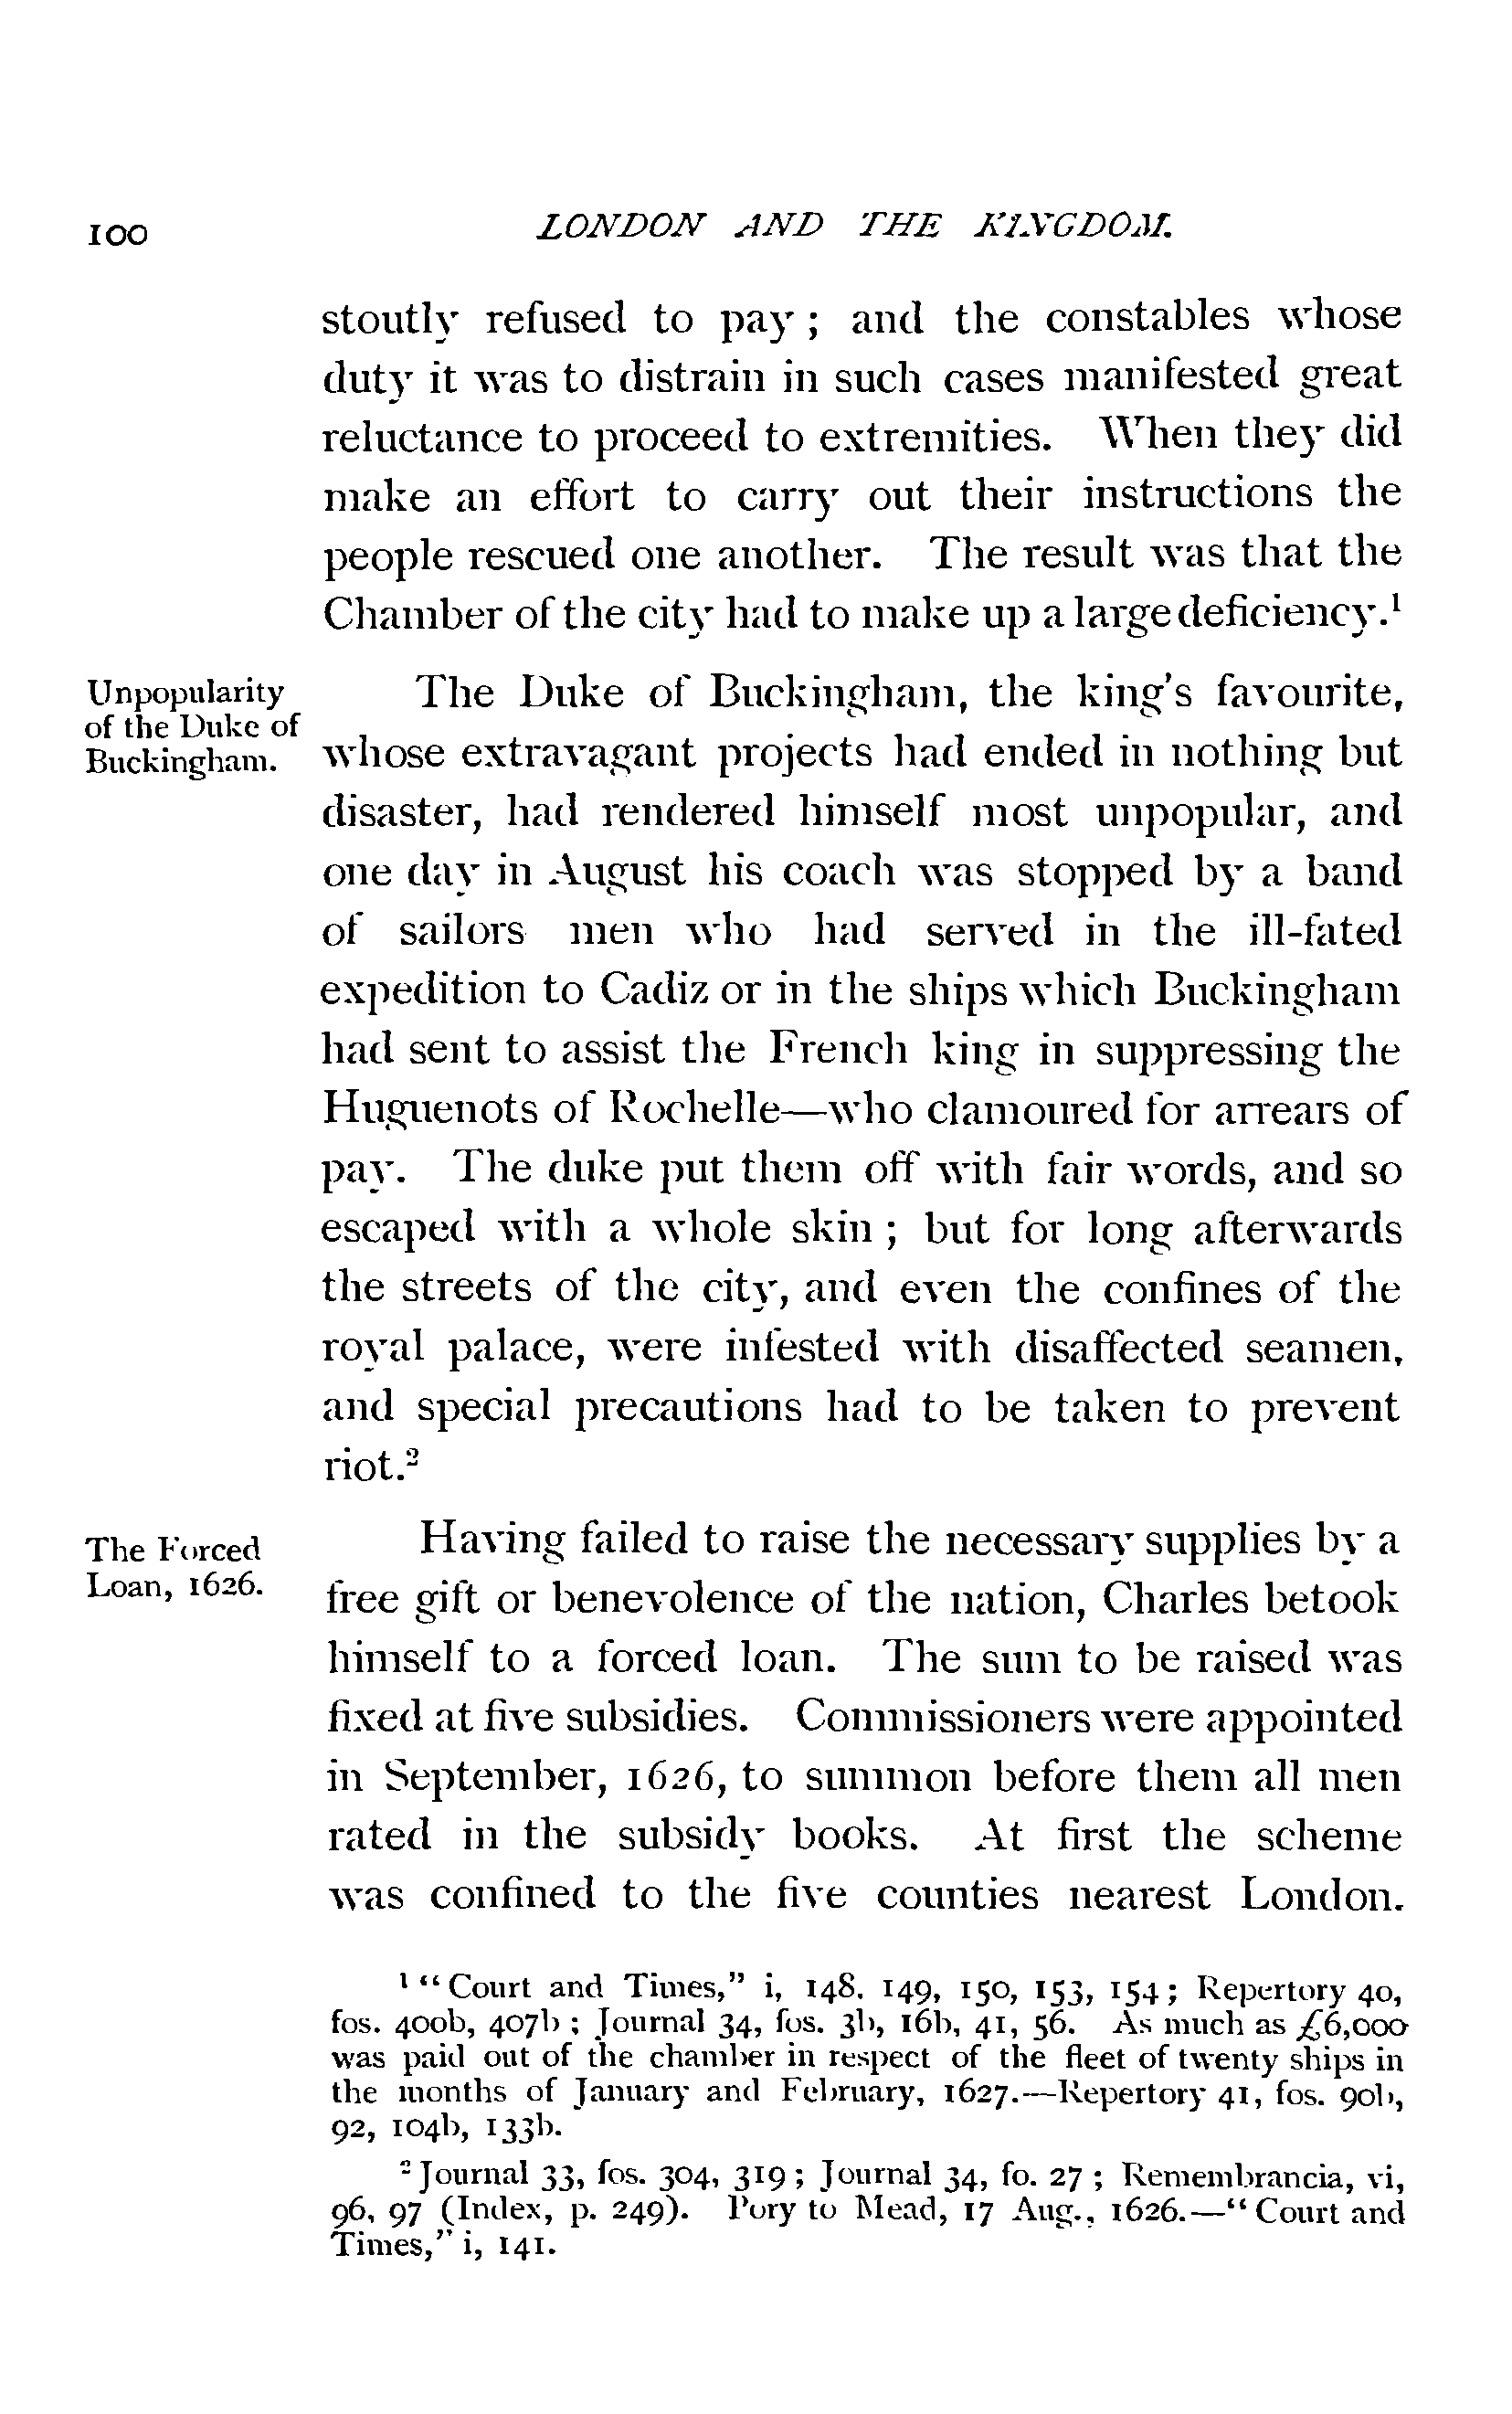 100
LONDON AND THE KINGDOM.
stoutly refused to pay ; and the constables whose
duty it was to distrain in such cases manifested great
reluctance to proceed to extremities. When they did
make an effort to carry out their instructions the
people rescued one another. The result was that the
Chamber of the city had to make up a large deficiency.¹
Unpopularity
of the Duke of
Buckingham.
The Duke of Buckingham, the king's favourite,
whose extravagant projects had ended in nothing but
disaster, had rendered himself most unpopular, and
one day in August his coach was stopped by a band
of sailors men who had served in the ill-fated
expedition to Cadiz or in the ships which Buckingham
had sent to assist the French king in suppressing the
Huguenots of Rochelle—who clamoured for arrears of
pay. The duke put them off with fair words, and so
escaped with a whole skin ; but for long afterwards
the streets of the city, and even the confines of the
royal palace, were infested with disaffected seamen,
and special precautions had to be taken to prevent
riot.²
The Forced
Loan, 1626.
Having failed to raise the necessary supplies by a
free gift or benevolence of the nation, Charles betook
himself to a forced loan. The sum to be raised was
fixed at five subsidies. Commissioners were appointed
in September, 1626, to summon before them all men
rated in the subsidy books. At first the scheme
was confined to the five counties nearest London.
¹ "Court and Times," i, 148, 149, 150, 153, 154 ; Repertory 40,
fos. 400b, 407b ; Journal 34, fos. 3b, 16b, 41, 56. As much as £6,000
was paid out of the chamber in respect of the fleet of twenty ships in
the months of January and February, 1627.—Repertory 41, fos. 90b,
92, 104b, 133b.
² Journal 33, fos. 304, 319 ; Journal 34, fo. 27 ; Remembrancia, vi,
96, 97 (Index, p. 249). Pory to Mead, 17 Aug., 1626.—"Court and
Times," i, 141.